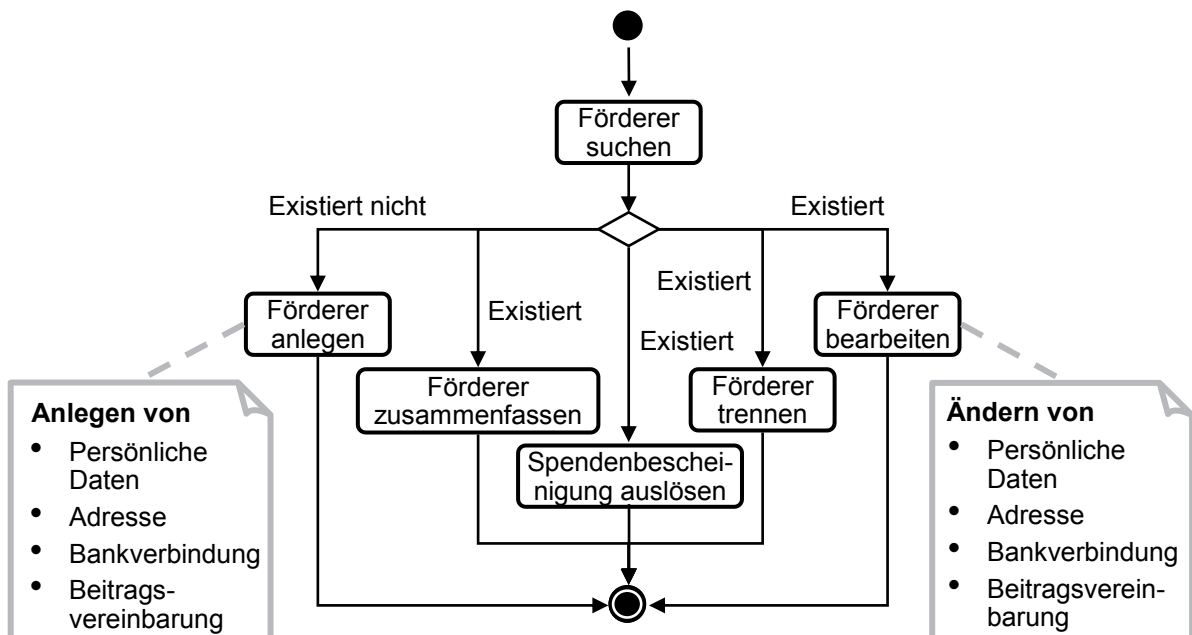 Förderer
suchen
Existiert nicht
Existiert
Förderer
anlegen
Existiert
Existiert
Existiert
Förderer
bearbeiten
Förderer
zusammenfassen
Förderer
trennen
Spendenbeschei-
nigung auslösen
Anlegen von
• Persönliche
Daten
• Adresse
• Bankverbindung
• Beitrags-
vereinbarung
Ändern von
• Persönliche
Daten
• Adresse
• Bankverbindung
• Beitragsverein-
barung